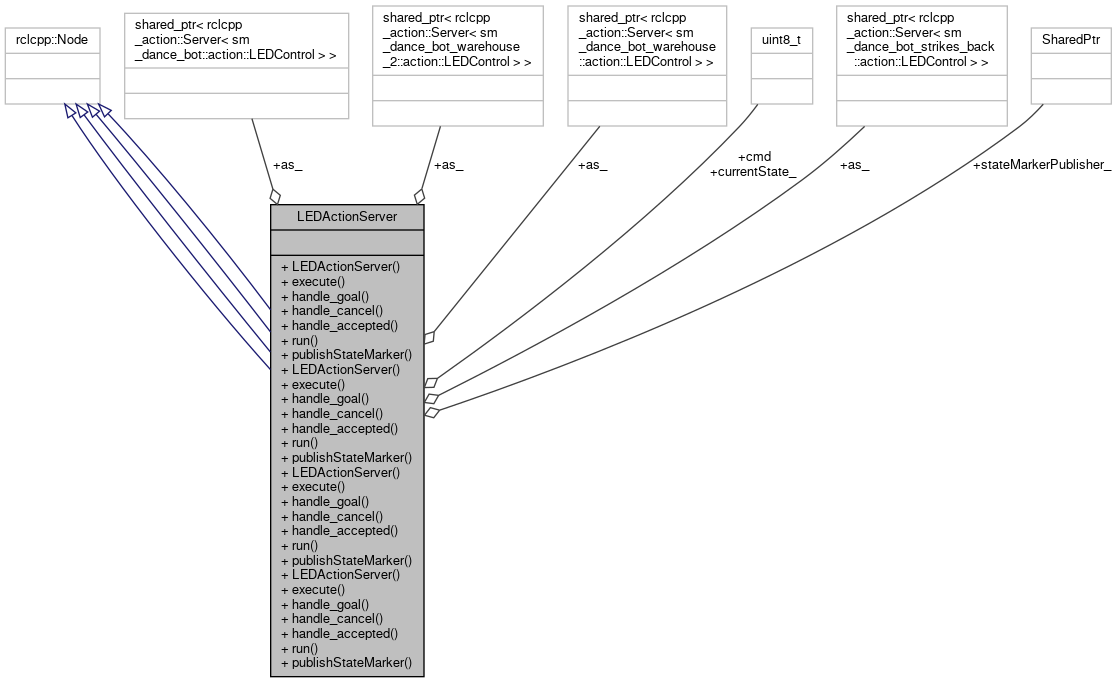 rclcpp::Node
shared_ptr< rclcpp
_action::Server< sm
_dance_bot::action::LEDControl > >
shared_ptr< rclcpp
_action::Server< sm
_dance_bot_warehouse
_2::action::LEDControl > >
shared_ptr< rclcpp
_action::Server< sm
_dance_bot_warehouse
::action::LEDControl > >
uint8_t
shared_ptr< rclcpp
_action::Server< sm
_dance_bot_strikes_back
::action::LEDControl > >
SharedPtr
+as_
+as_
+as_
+cmd
+currentState_
+as_
+stateMarkerPublisher_
LEDActionServer
+ LEDActionServer()
+ execute()
+ handle_goal()
+ handle_cancel()
+ handle_accepted()
+ run()
+ publishStateMarker()
+ LEDActionServer()
+ execute()
+ handle_goal()
+ handle_cancel()
+ handle_accepted()
+ run()
+ publishStateMarker()
+ LEDActionServer()
+ execute()
+ handle_goal()
+ handle_cancel()
+ handle_accepted()
+ run()
+ publishStateMarker()
+ LEDActionServer()
+ execute()
+ handle_goal()
+ handle_cancel()
+ handle_accepted()
+ run()
+ publishStateMarker()